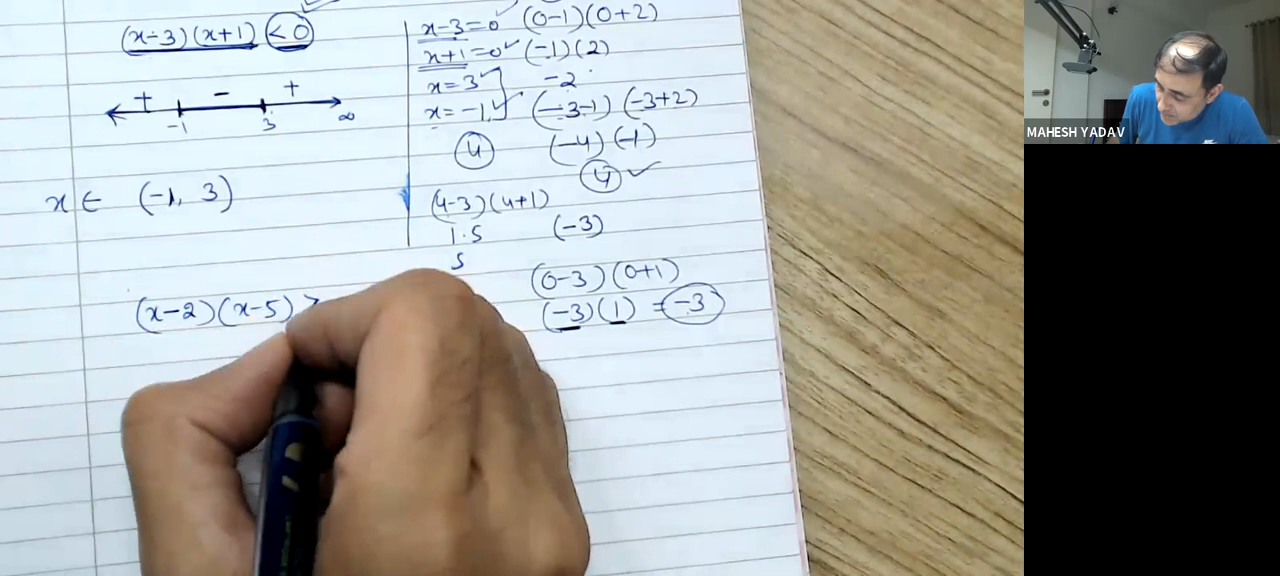 (x-3)(x+1) <0
+ - +
-1 3 ∞
x ∈ (-1, 3)
(x-2)(x-5) >
x-3=0
x+1=0
x=3
x=-1,
4
(4-3)(4+1)
1.5
5
(0-1)(0+2)
(-1)(2)
-2
(-3-1)(-3+2)
(-4)(-1)
4
(-3)
(0-3)(0+1)
(-3)(1) = -3
MAHESH YADAV